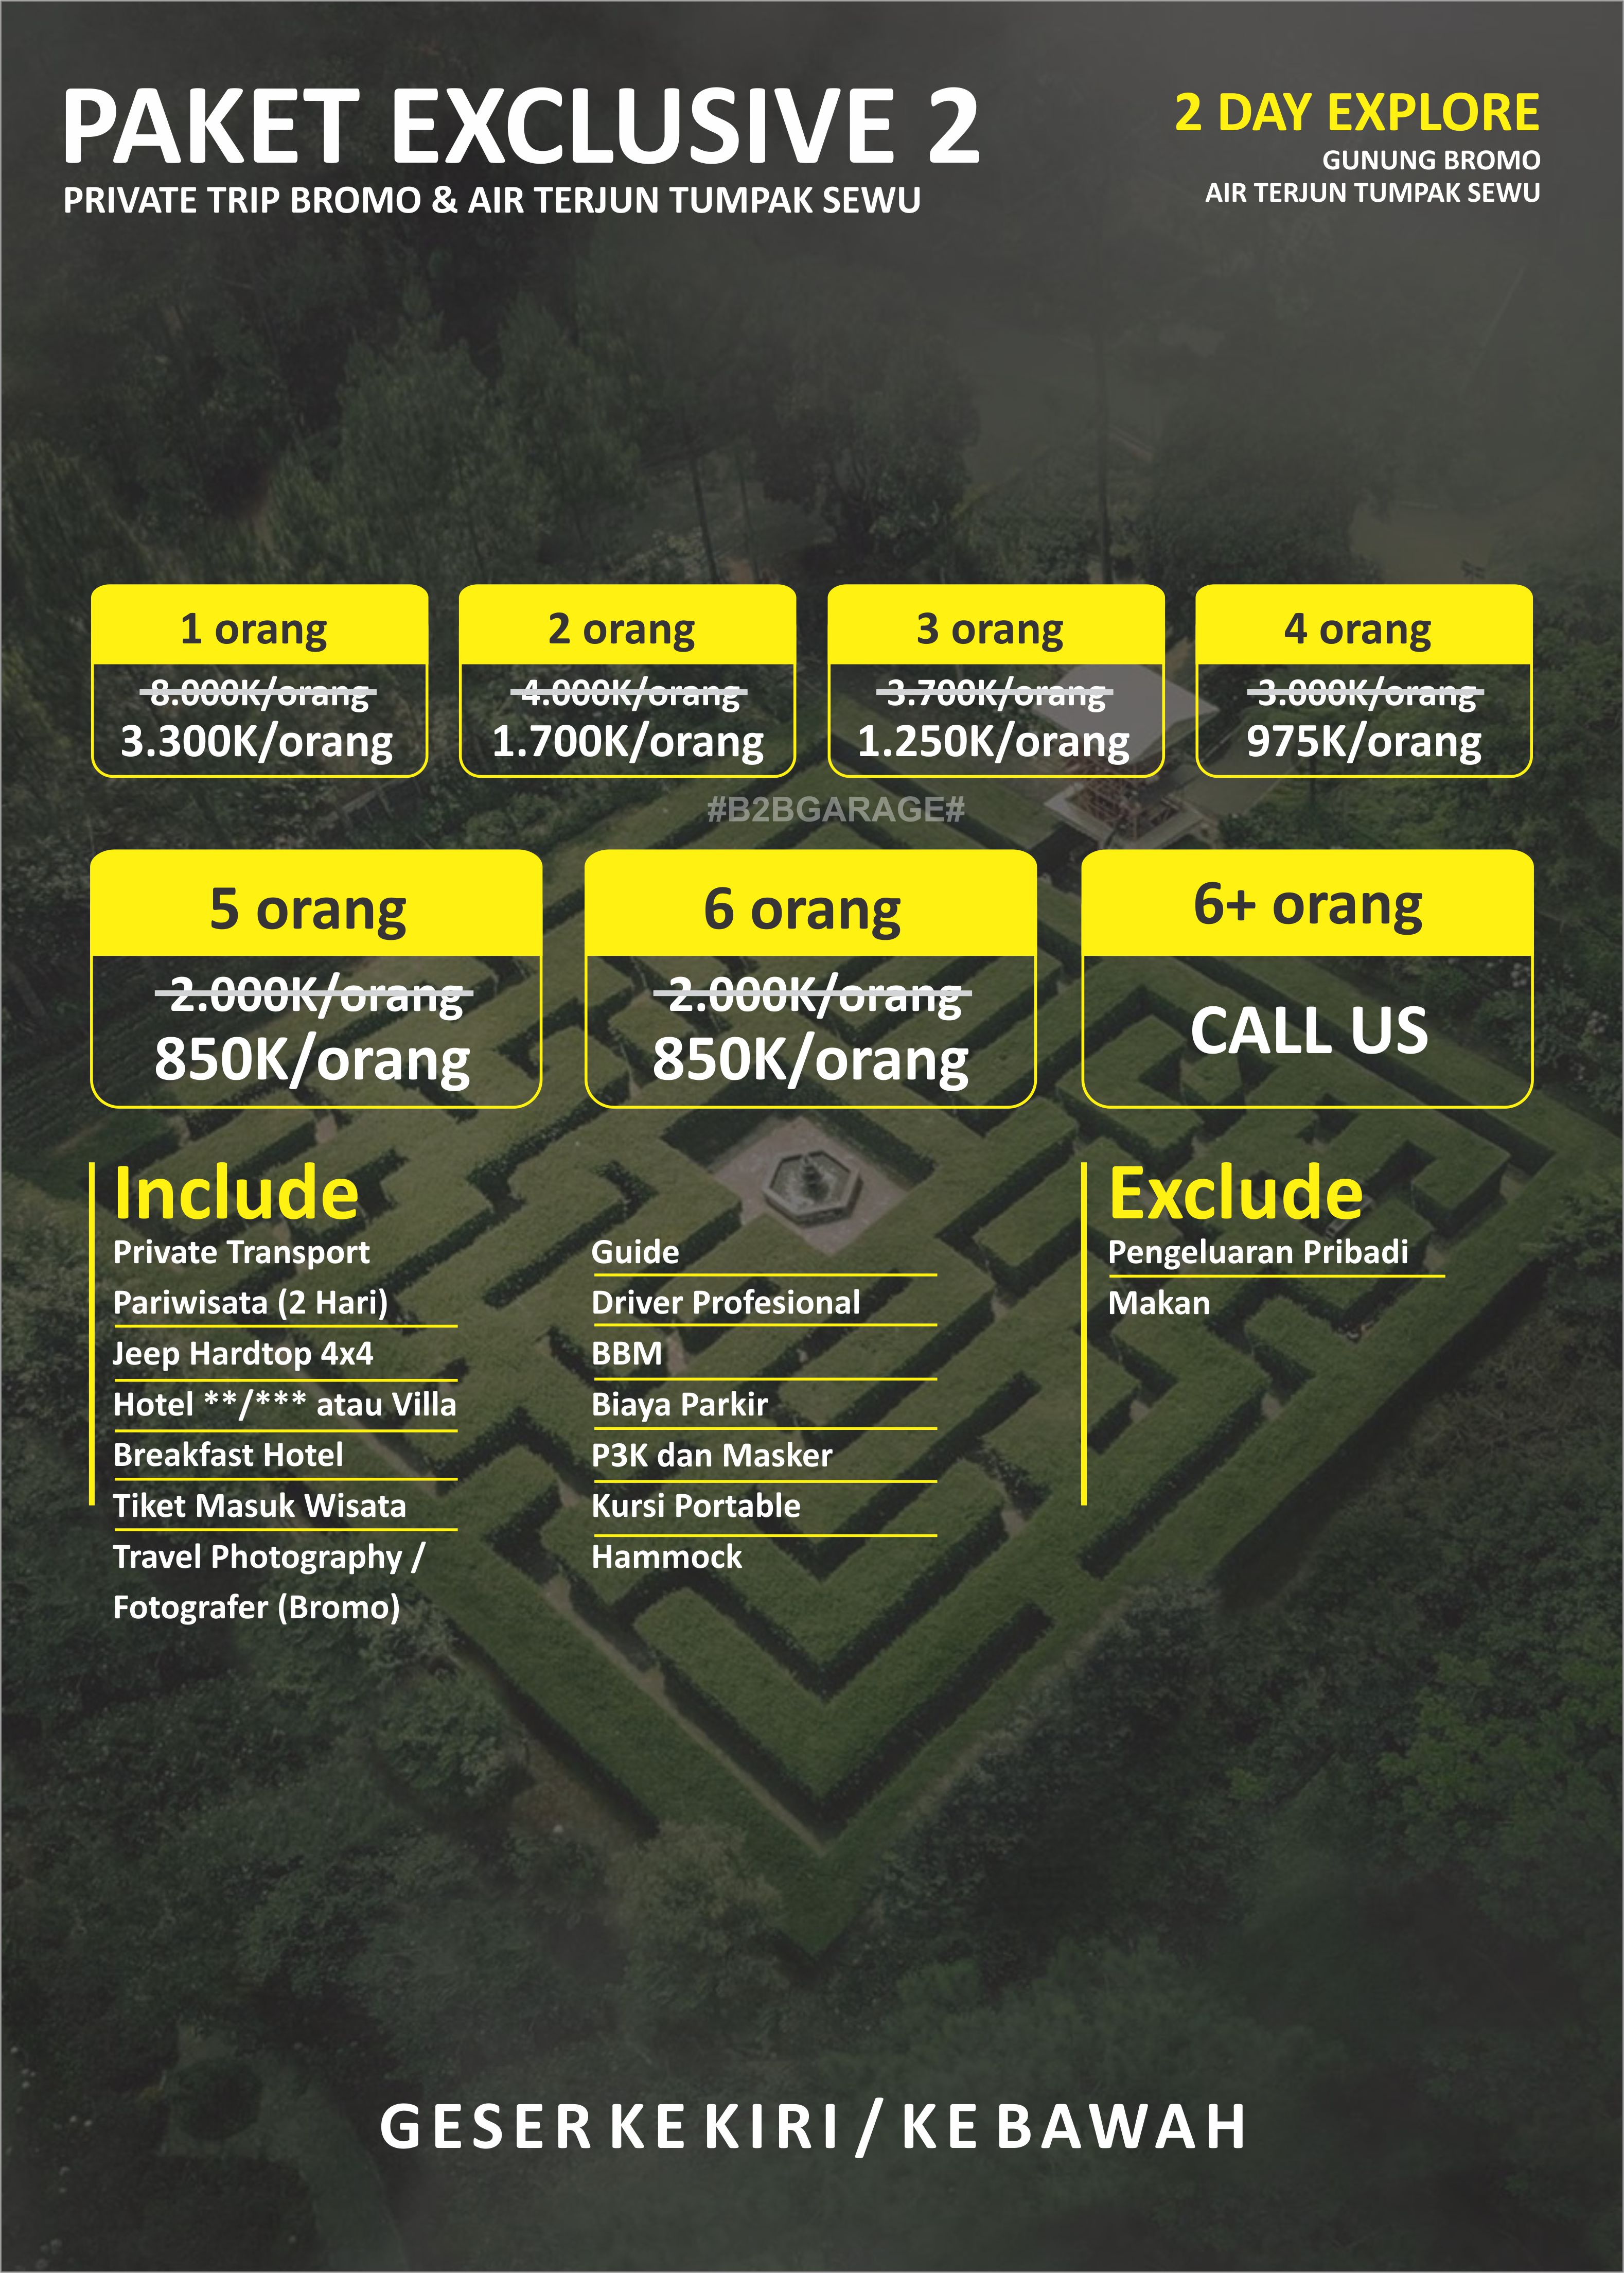 PAKET EXCLUSIVE 2
PRIVATE TRIP BROMO & AIR TERJUN TUMPAK SEWU
2 DAY EXPLORE
GUNUNG BROMO
AIR TERJUN TUMPAK SEWU
1 orang
8.000K/orang
3.300K/orang
2 orang
4.000K/orang
1.700K/orang
3 orang
3.700K/orang
1.250K/orang
4 orang
3.000K/orang
975K/orang
#B2BGARAGE#
5 orang
2.000K/orang
850K/orang
6 orang
2.000K/orang
850K/orang
6+ orang
CALL US
Include
Private Transport
Pariwisata (2 Hari)
Jeep Hardtop 4x4
Hotel **/*** atau Villa
Breakfast Hotel
Tiket Masuk Wisata
Travel Photography /
Fotografer (Bromo)
Guide
Driver Profesional
BBM
Biaya Parkir
P3K dan Masker
Kursi Portable
Hammock
Exclude
Pengeluaran Pribadi
Makan
GESER KE KIRI / KE BAWAH